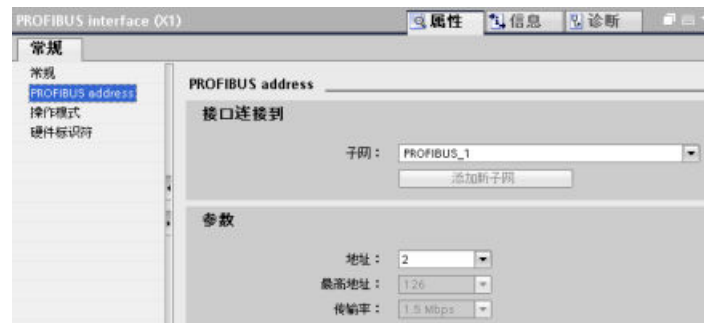 PROFIBUS interface (X1)
属性
信息
诊断
常规
常规
PROFIBUS address
操作模式
硬件标识符
PROFIBUS address
接口连接到
子网：
PROFIBUS_1
添加新子网
参数
地址：
2
最高地址：
126
传输率：
1.5 Mbps